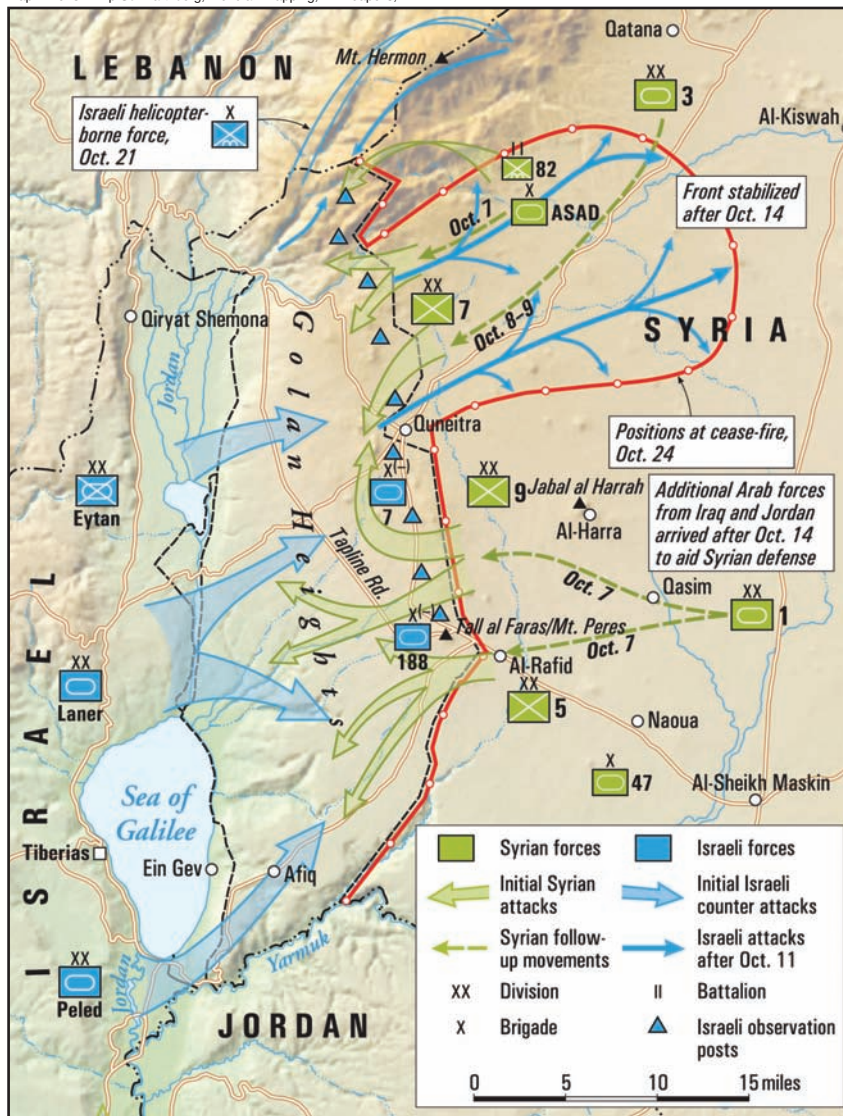 Qatana
Mt. Hermon
LEBANON
XX
3
Al-Kiswah
Israeli helicopter-
borne force,
Oct. 21
X
II
82
X
ASAD
Oct. 7
Front stabilized
after Oct. 14
XX
7
Qiryat Shemona
Golan Heights
Oct. 8–9
SYRIA
Jordan
Quneitra
Positions at cease-fire,
Oct. 24
XX
Eytan
X(–)
7
XX
9
Jabal al Harrah
Al-Harra
Additional Arab forces
from Iraq and Jordan
arrived after Oct. 14
to aid Syrian defense
Tapline Rd.
Oct. 7
Qasim
XX
1
ISRAEL
X(–)
188
Tall al Faras/Mt. Peres
Oct. 7
Al-Rafid
XX
Laner
XX
5
Naoua
X
47
Al-Sheikh Maskin
Sea of
Galilee
Tiberias
Ein Gev
Afiq
XX
Peled
Jordan
Yarmuk
JORDAN
Syrian forces
Israeli forces
Initial Syrian
attacks
Initial Israeli
counter attacks
Syrian follow-
up movements
Israeli attacks
after Oct. 11
XX Division
II Battalion
X Brigade
Israeli observation
posts
0 5 10 15 miles